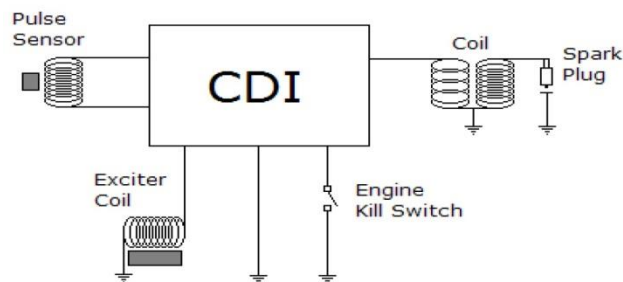 Pulse
Sensor
CDI
Coil
Spark
Plug
Exciter
Coil
Engine
Kill Switch